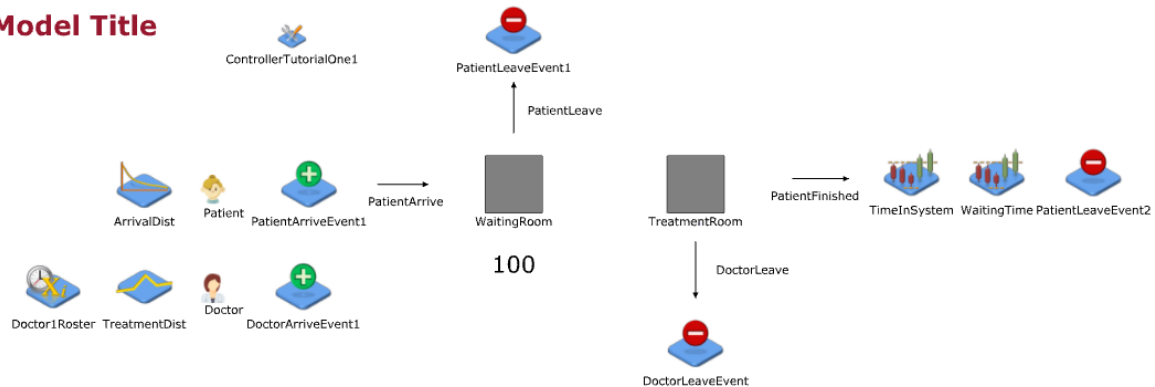 Model Title
ControllerTutorialOne1
PatientLeaveEvent1
PatientLeave
ArrivalDist
Patient
PatientArriveEvent1
PatientArrive
WaitingRoom
100
TreatmentRoom
PatientFinished
TimeInSystem
WaitingTime
PatientLeaveEvent2
Doctor1Roster
TreatmentDist
Doctor
DoctorArriveEvent1
DoctorLeave
DoctorLeaveEvent